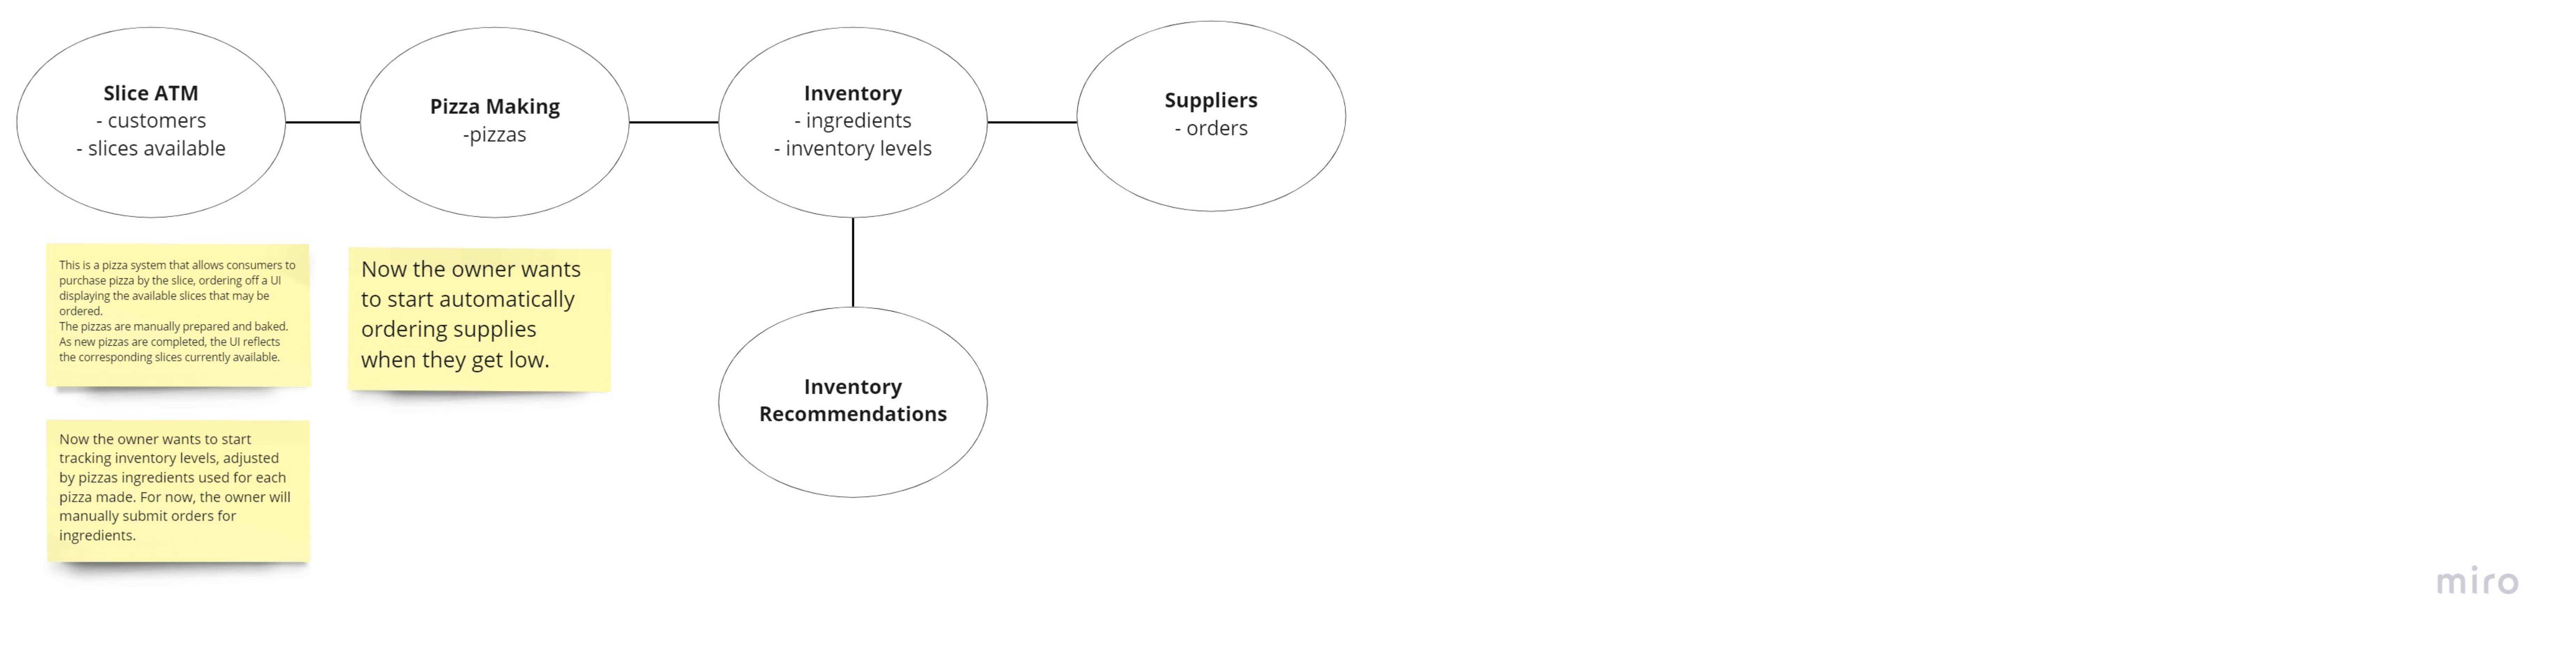 Slice ATM
- customers
- slices available
Pizza Making
-pizzas
Inventory
- ingredients
- inventory levels
Suppliers
- orders
This is a pizza system that allows consumers to
purchase pizza by the slice, ordering off a UI
displaying the available slices that may be
ordered.
The pizzas are manually prepared and baked.
As new pizzas are completed, the UI reflects
the corresponding slices currently available.
Now the owner wants
to start automatically
ordering supplies
when they get low.
Inventory
Recommendations
Now the owner wants to start
tracking inventory levels, adjusted
by pizzas ingredients used for each
pizza made. For now, the owner will
manually submit orders for
ingredients.
miro